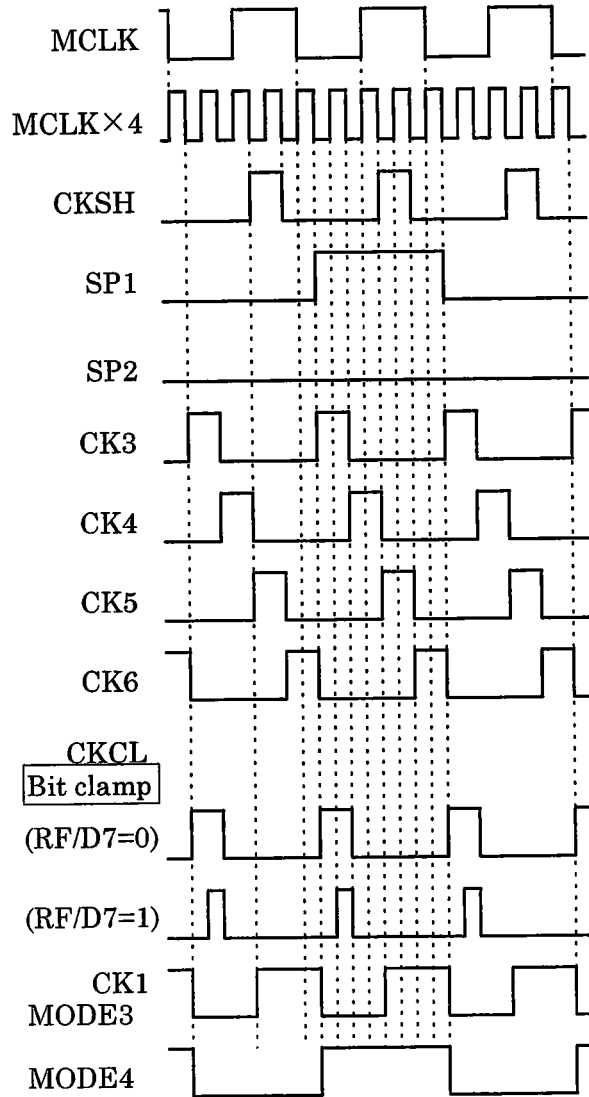 MCLK
MCLK×4
CKSH
SP1
SP2
CK3
CK4
CK5
CK6
CKCL
Bit clamp
(RF/D7=0)
(RF/D7=1)
CK1
MODE3
MODE4